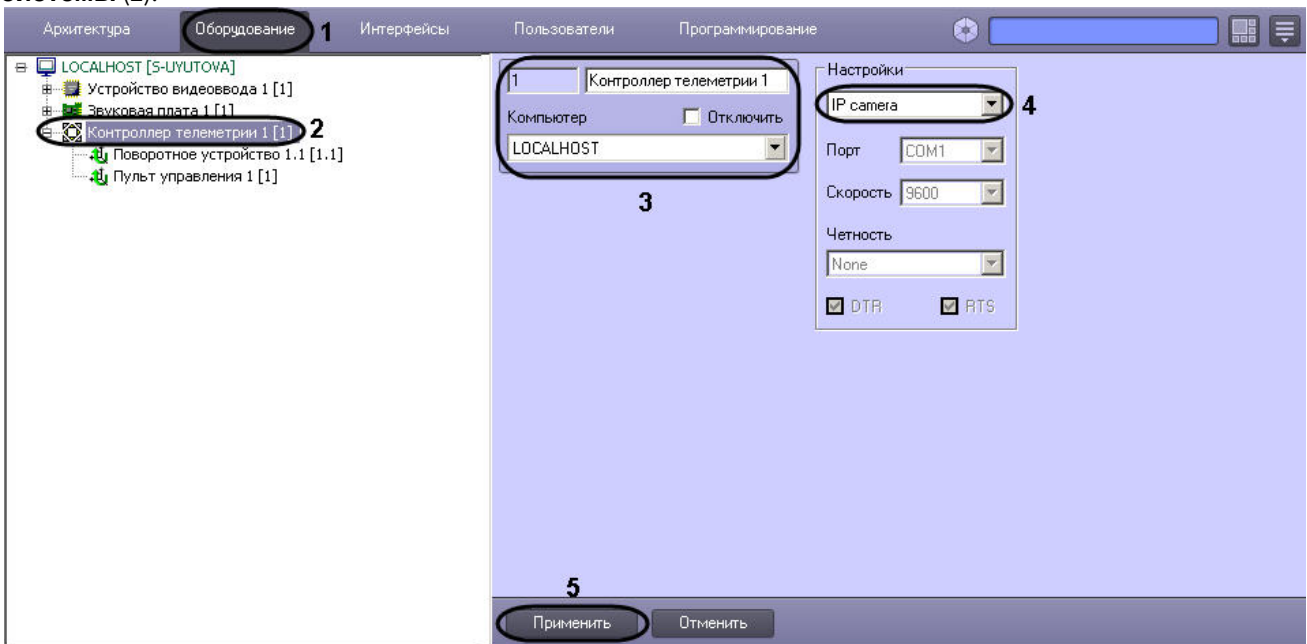 системы (2).
Архитектура Оборудование 1 Интерфейсы Пользователи Программирование
LOCALHOST [S-UYUTOVA]
Устройство видеоввода 1 [1]
Звуковая плата 1 [1]
Контроллер телеметрии 1 [1] 2
Поворотное устройство 1.1 [1.1]
Пульт управления 1 [1]
1 Контроллер телеметрии 1
Компьютер Отключить
LOCALHOST
3
Настройки
IP camera 4
Порт COM1
Скорость 9600
Четность
None
DTR RTS
5
Применить Отменить